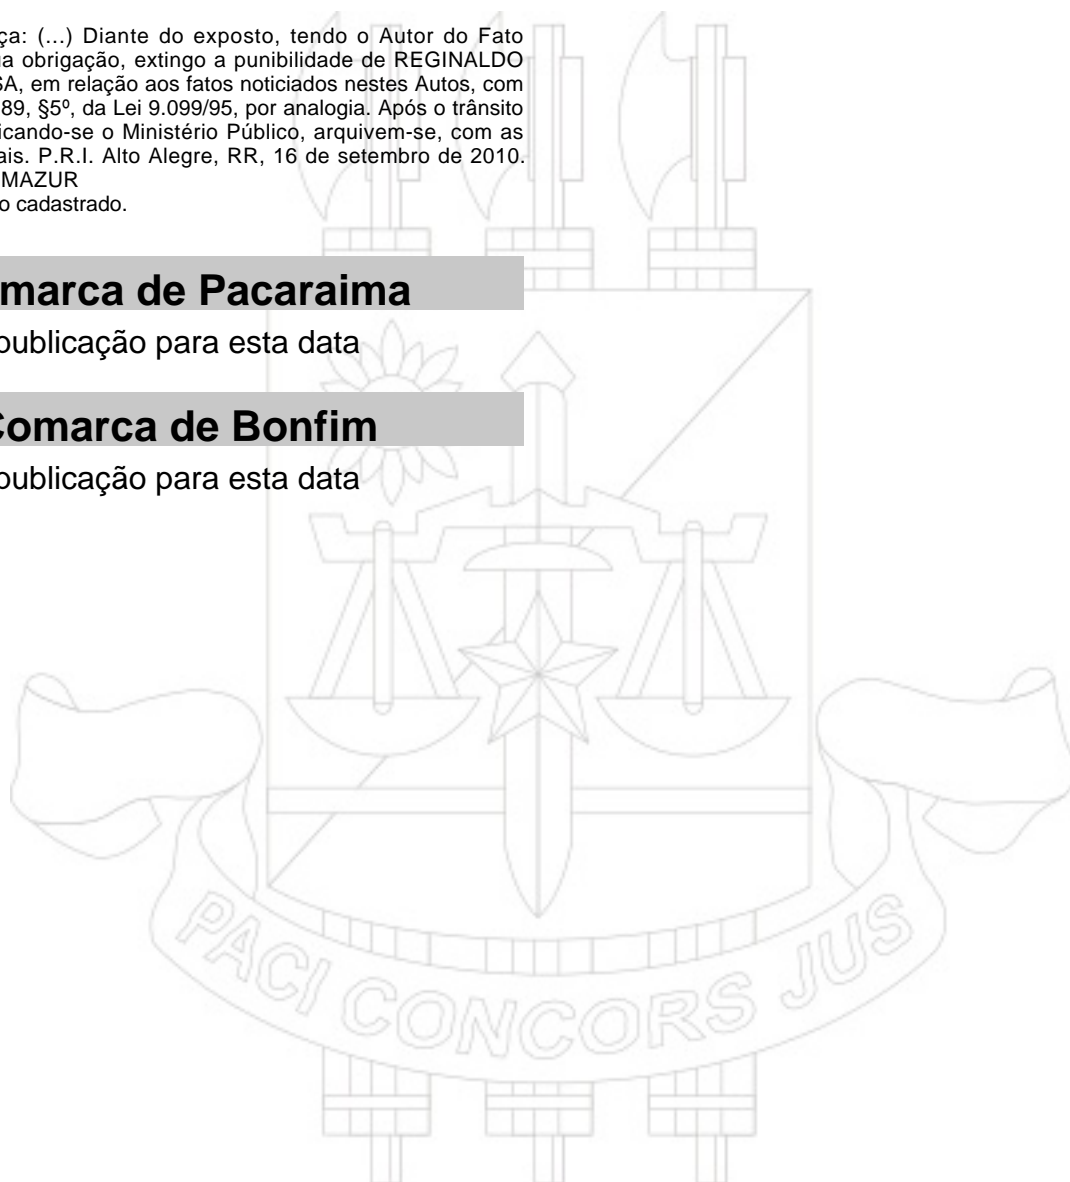 ça: (...) Diante do exposto, tendo o Autor do Fato
a obrigação, extingo a punibilidade de REGINALDO
SA, em relação aos fatos noticiados nestes Autos, com
89, §5º, da Lei 9.099/95, por analogia. Após o trânsito
icando-se o Ministério Público, arquivem-se, com as
ais. P.R.I. Alto Alegre, RR, 16 de setembro de 2010.
MAZUR
o cadastrado.
marca de Pacaraima
publicação para esta data
Comarca de Bonfim
publicação para esta data
PACI CONCORS JUS